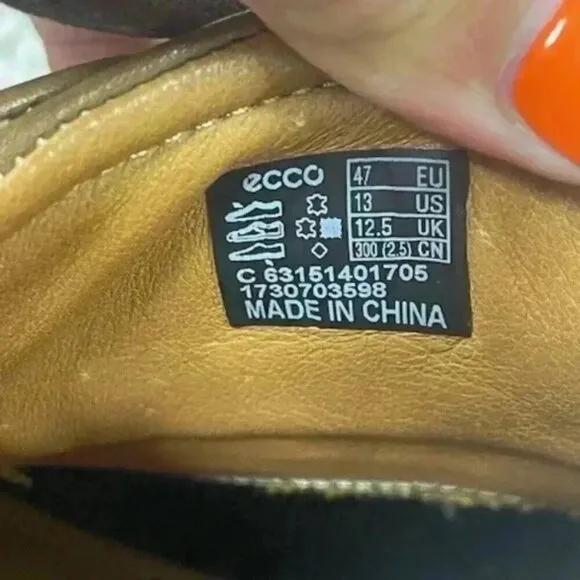 ecco
47 EU
13 US
12.5 UK
300 (2.5) CN
C 63151401705
1730703598
MADE IN CHINA